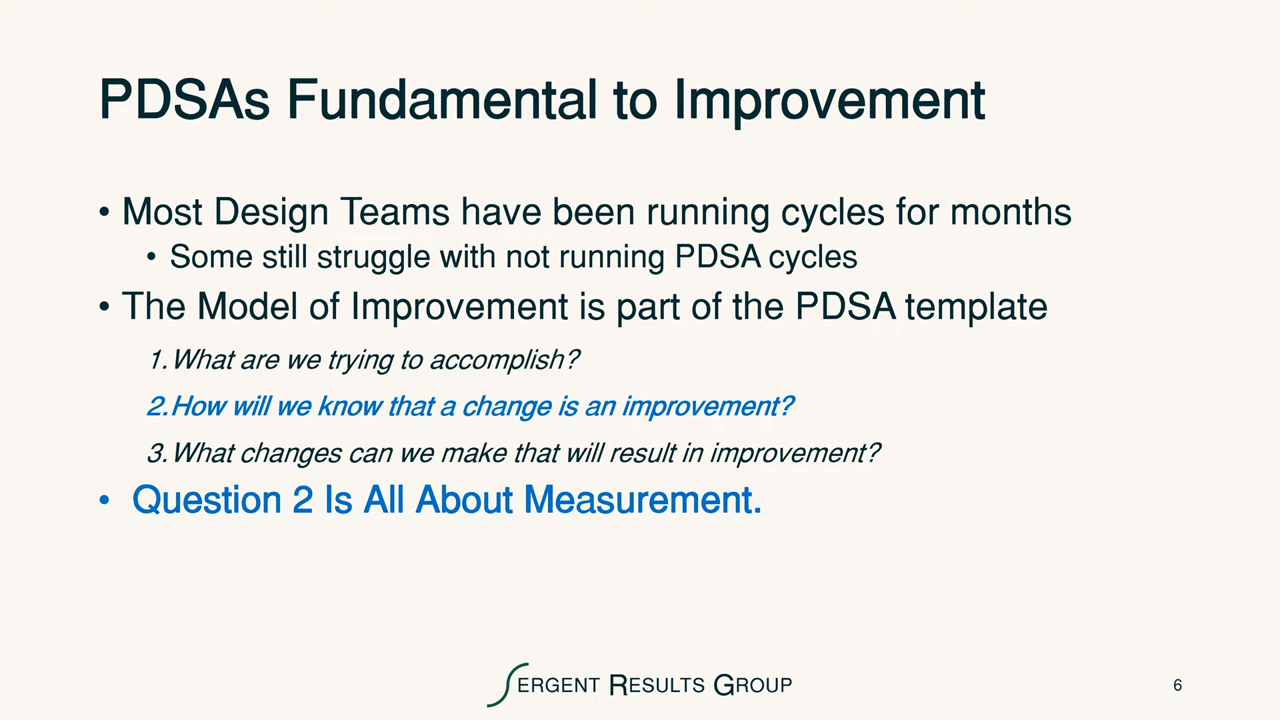 PDSAs Fundamental to Improvement
• Most Design Teams have been running cycles for months
• Some still struggle with not running PDSA cycles
• The Model of Improvement is part of the PDSA template
1.What are we trying to accomplish?
2.How will we know that a change is an improvement?
3.What changes can we make that will result in improvement?
• Question 2 Is All About Measurement.
SERGENT RESULTS GROUP
6